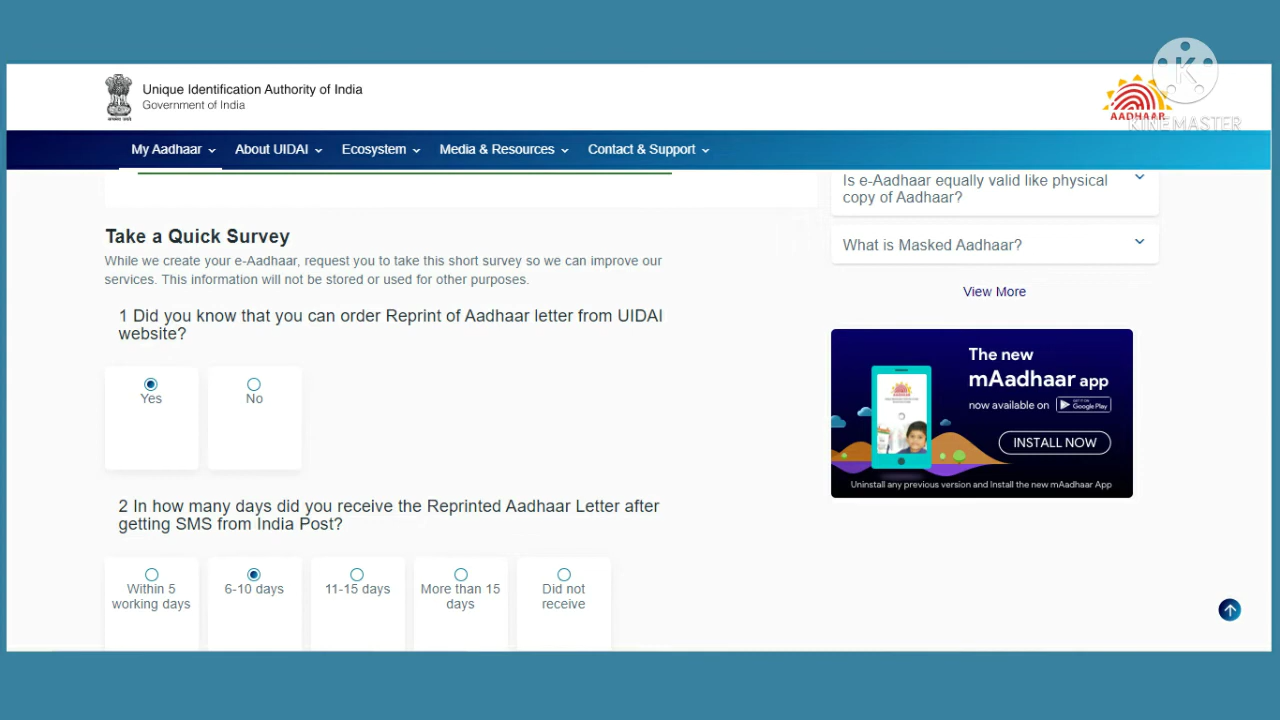 Unique Identification Authority of India
Government of India
AADHAAR
K
KINEMASTER
My Aadhaar
About UIDAI
Ecosystem
Media & Resources
Contact & Support
Take a Quick Survey
While we create your e-Aadhaar, request you to take this short survey so we can improve our
services. This information will not be stored or used for other purposes.
1 Did you know that you can order Reprint of Aadhaar letter from UIDAI
website?
Yes
No
2 In how many days did you receive the Reprinted Aadhaar Letter after
getting SMS from India Post?
Within 5
working days
6-10 days
11-15 days
More than 15
days
Did not
receive
Is e-Aadhaar equally valid like physical
copy of Aadhaar?
What is Masked Aadhaar?
View More
The new
mAadhaar app
now available on
GET IT ON
Google Play
INSTALL NOW
Uninstall any previous version and Install the new mAadhaar App